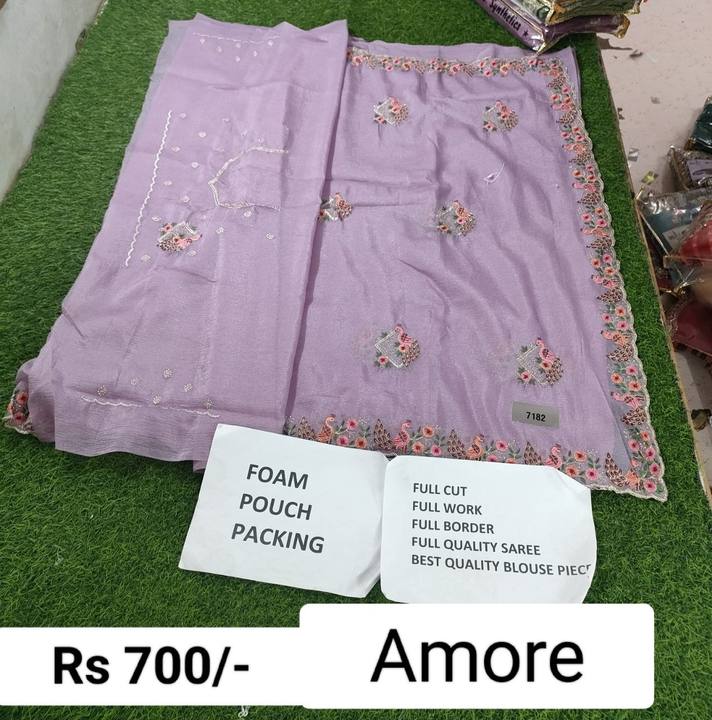 Synthetics
7182
FOAM
POUCH
PACKING
FULL CUT
FULL WORK
FULL BORDER
FULL QUALITY SAREE
BEST QUALITY BLOUSE PIECE
Rs 700/-
Amore